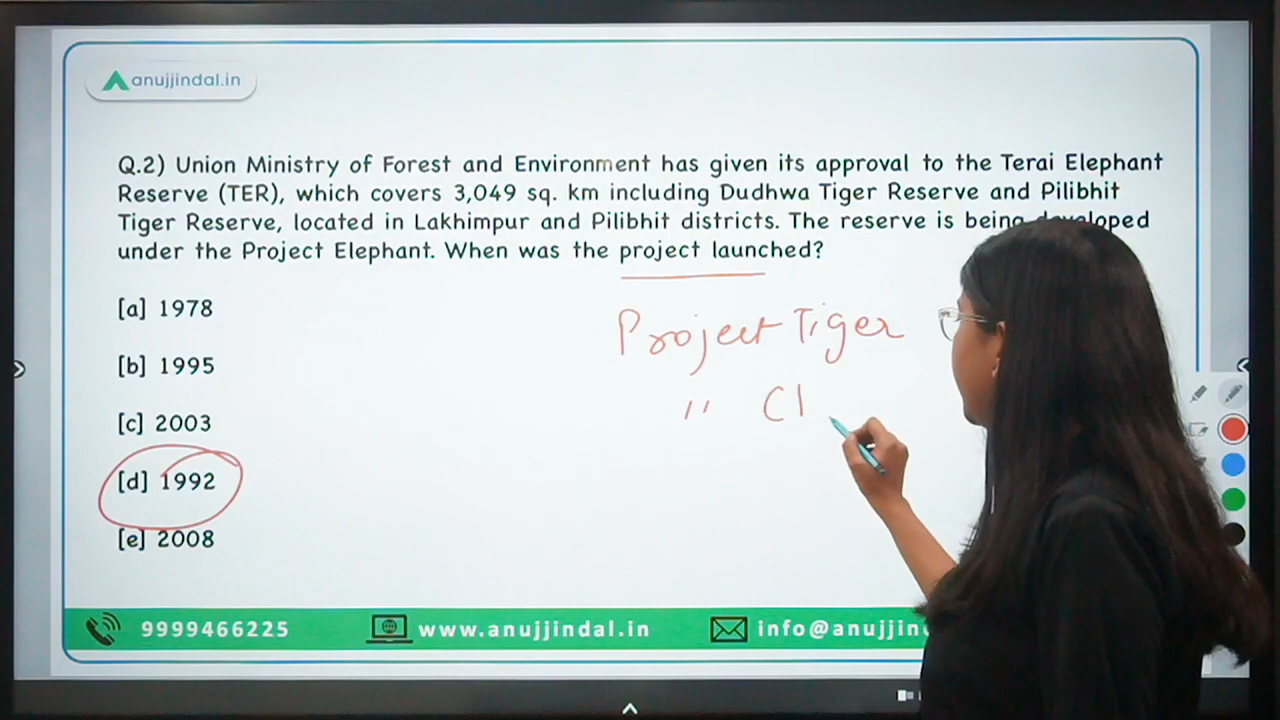 anujjindal.in
Q.2) Union Ministry of Forest and Environment has given its approval to the Terai Elephant
Reserve (TER), which covers 3,049 sq. km including Dudhwa Tiger Reserve and Pilibhit
Tiger Reserve, located in Lakhimpur and Pilibhit districts. The reserve is being
under the Project Elephant. When was the project launched?
[a] 1978
[b] 1995
[c] 2003
[d] 1992
[e] 2008
Project Tiger
" Cl
9999466225
www.anujjindal.in